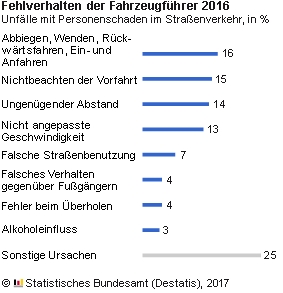 Fehlverhalten der Fahrzeugführer 2016
Unfälle mit Personenschaden im Straßenverkehr, in %
Abbiegen, Wenden, Rück-
wärtsfahren, Ein- und
Anfahren
16
Nichtbeachten der Vorfahrt
15
Ungenügender Abstand
14
Nicht angepasste
Geschwindigkeit
13
Falsche Straßenbenutzung
7
Falsches Verhalten
gegenüber Fußgängern
4
Fehler beim Überholen
4
Alkoholeinfluss
3
Sonstige Ursachen
25
© Statistisches Bundesamt (Destatis), 2017